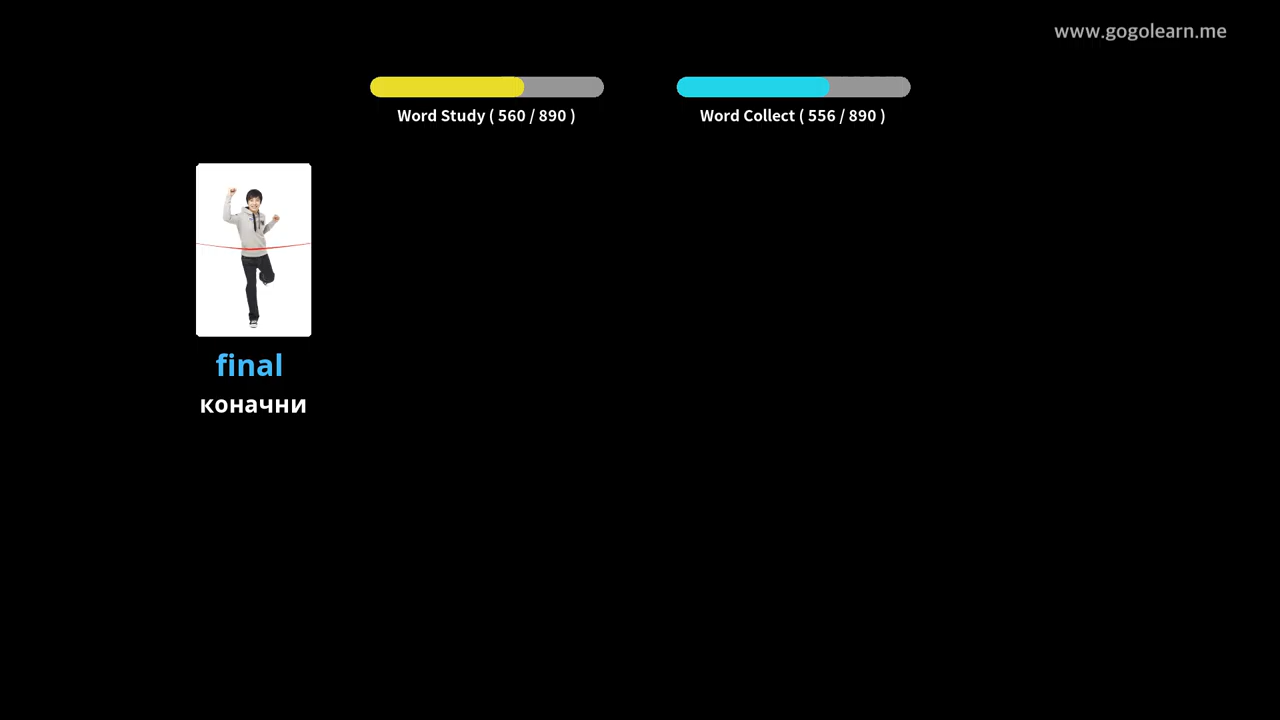 www.gogolearn.me
Word Study ( 560 / 890 )
Word Collect ( 556 / 890 )
final
коначни